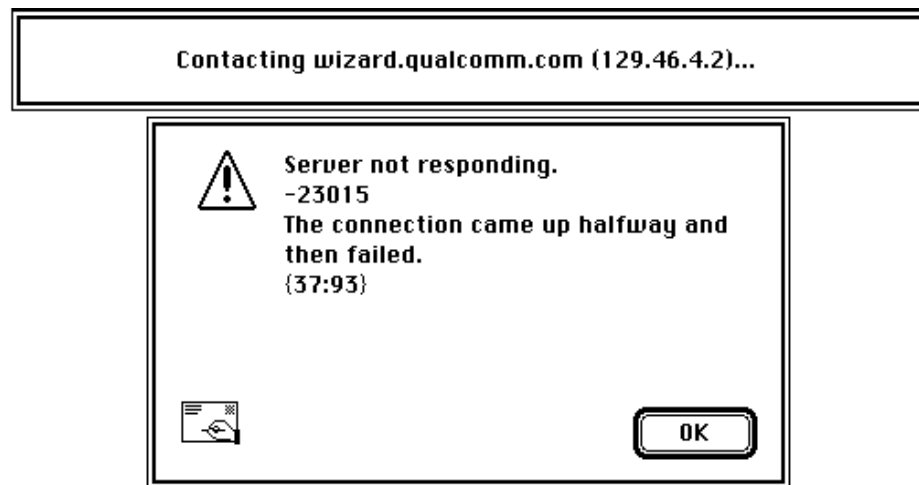 Contacting wizard.qualcomm.com (129.46.4.2)...
Server not responding.
-23015
The connection came up halfway and
then failed.
{37:93}
OK